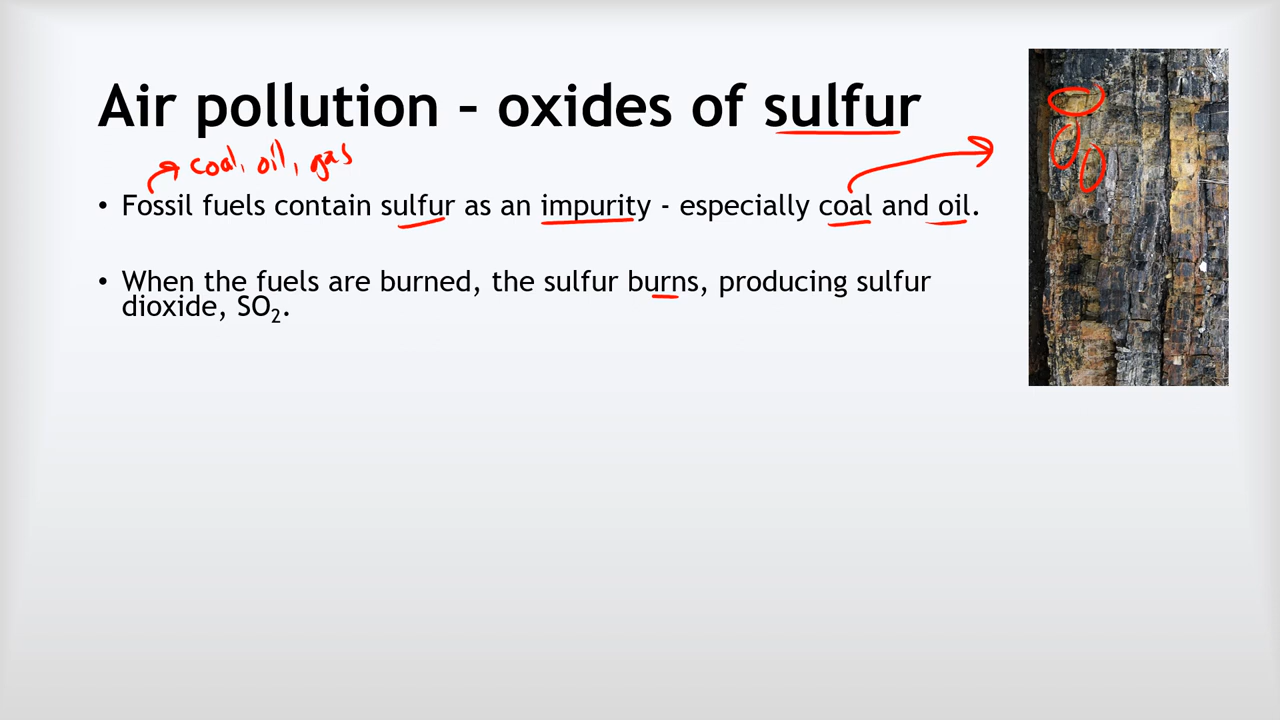 Air pollution – oxides of sulfur
coal, oil, gas
• Fossil fuels contain sulfur as an impurity - especially coal and oil.
• When the fuels are burned, the sulfur burns, producing sulfur
dioxide, SO₂.